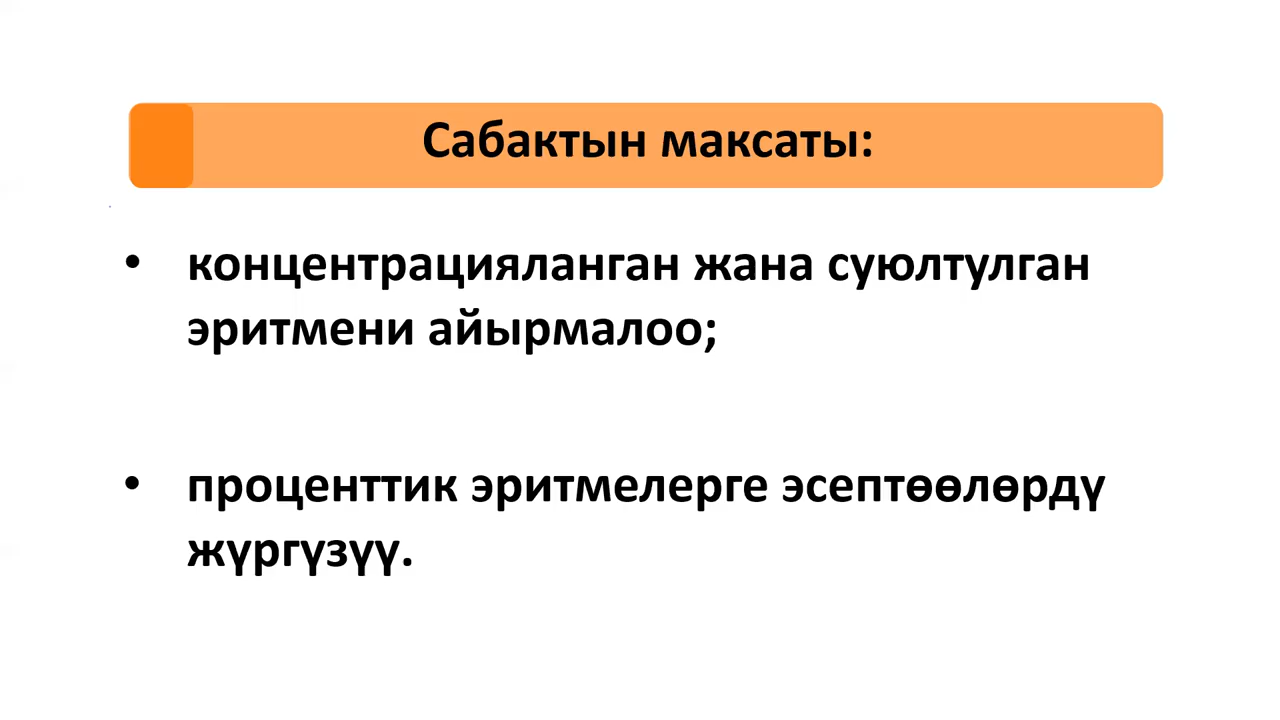 Сабактын максаты:
• концентрацияланган жана суюлтулган
эритмени айырмалоо;
• проценттик эритмелерге эсептөөлөрдү
жүргүзүү.